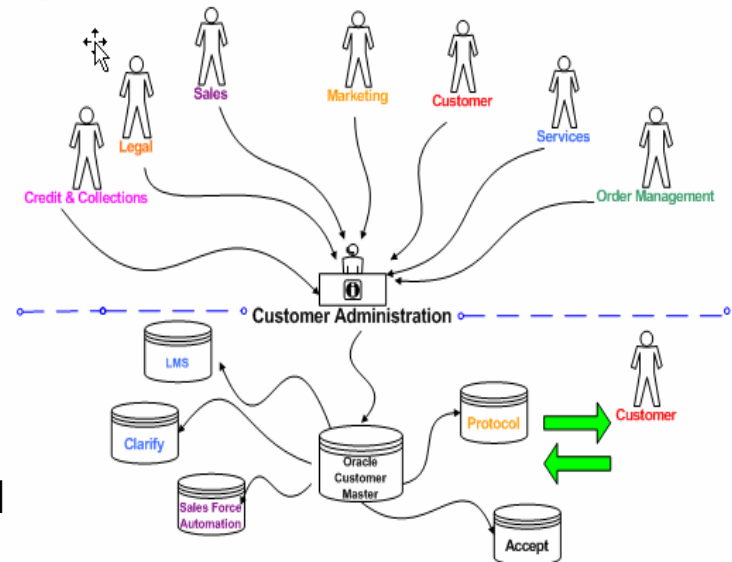 Sales
Marketing
Customer
Legal
Services
Credit & Collections
Order Management
Customer Administration
LMS
Customer
Protocol
Clarify
Oracle
Customer
Master
Sales Force
Automation
Accept